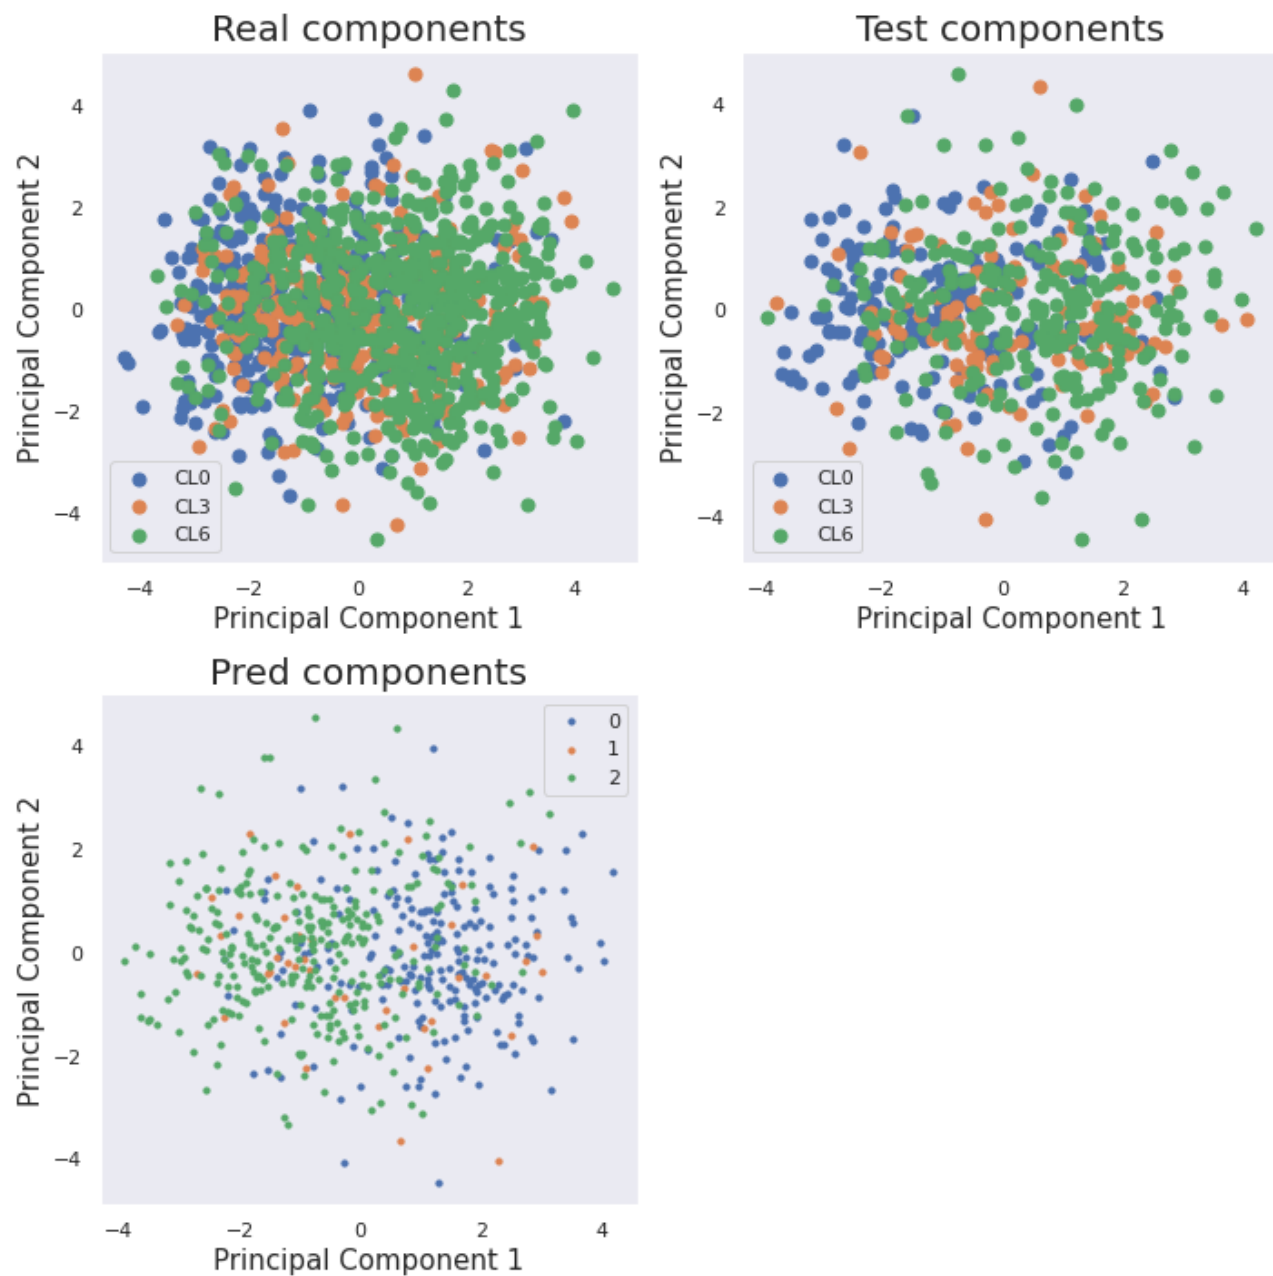 Real components
Principal Component 2
4
2
0
−2
−4
CL0
CL3
CL6
−4 −2 0 2 4
Principal Component 1
Test components
Principal Component 2
4
2
0
−2
−4
CL0
CL3
CL6
−4 −2 0 2 4
Principal Component 1
Pred components
Principal Component 2
4
2
0
−2
−4
0
1
2
−4 −2 0 2 4
Principal Component 1